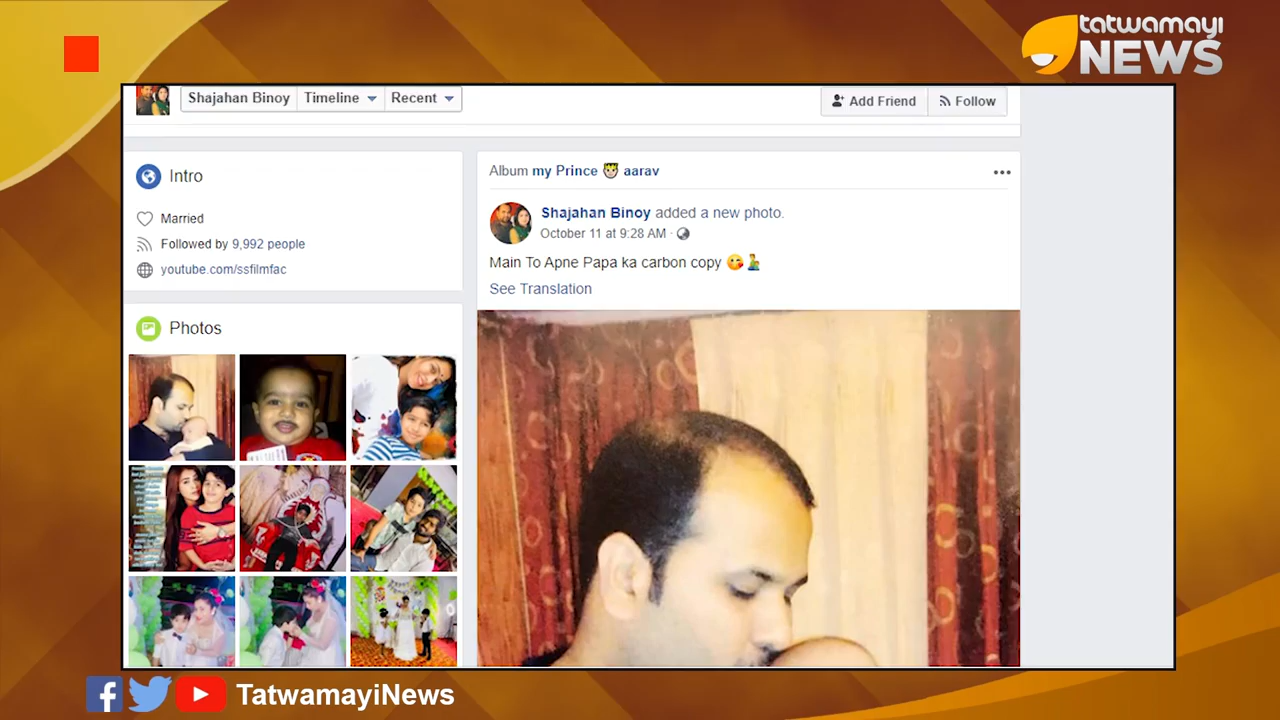 tatwamayi
NEWS
Shajahan Binoy Timeline Recent
Add Friend Follow
Intro
Married
Followed by 9,992 people
youtube.com/ssfilmfac
Photos
Album my Prince 🤴 aarav
Shajahan Binoy added a new photo.
October 11 at 9:28 AM ·
Main To Apne Papa ka carbon copy 😋
See Translation
TatwamayiNews